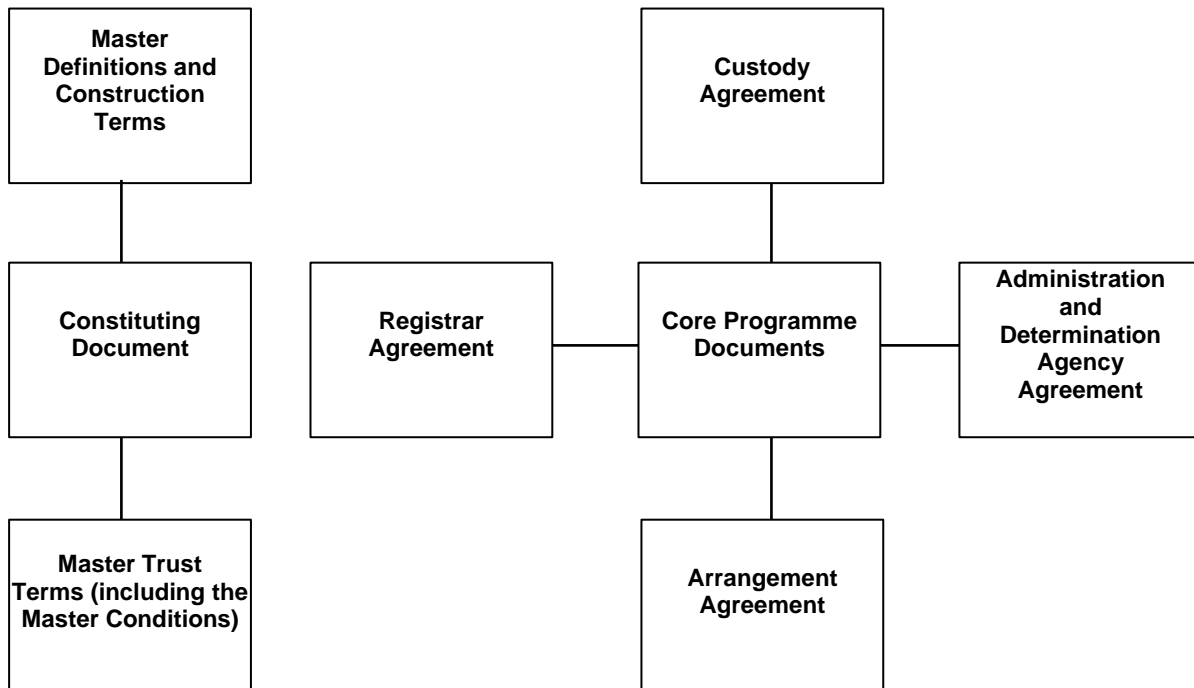 Master
Definitions and
Construction
Terms
Custody
Agreement
Constituting
Document
Registrar
Agreement
Core Programme
Documents
Administration
and
Determination
Agency
Agreement
Master Trust
Terms (including the
Master Conditions)
Arrangement
Agreement